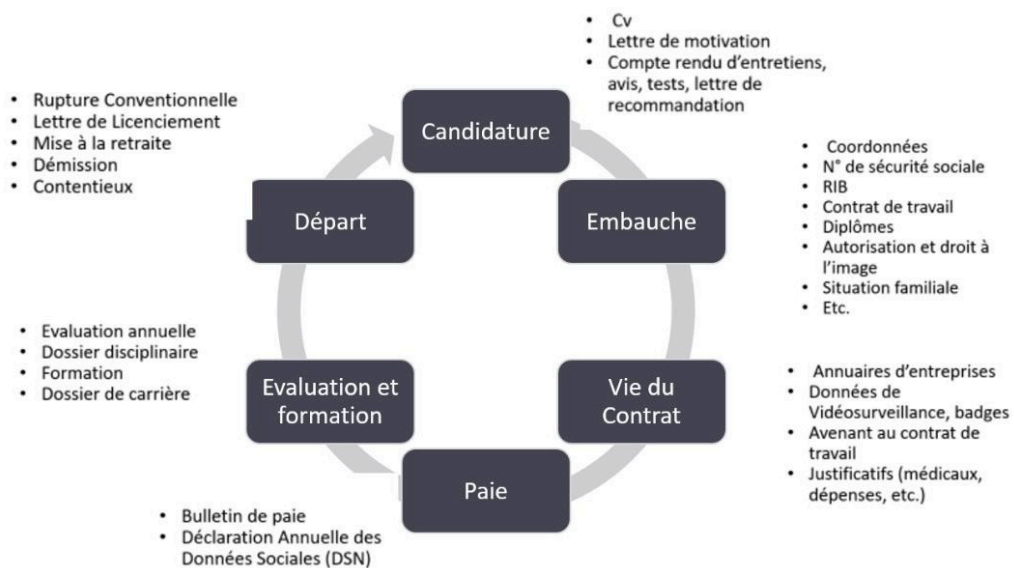 Cv
Lettre de motivation
Compte rendu d'entretiens,
avis, tests, lettre de
recommandation
Candidature
Rupture Conventionnelle
Lettre de Licenciement
Mise à la retraite
Démission
Contentieux
Départ
Embauche
Coordonnées
N° de sécurité sociale
RIB
Contrat de travail
Diplômes
Autorisation et droit à
l'image
Situation familiale
Etc.
Evaluation annuelle
Dossier disciplinaire
Formation
Dossier de carrière
Evaluation et
formation
Vie du
Contrat
Annuaires d'entreprises
Données de
Vidéosurveillance, badges
Avenant au contrat de
travail
Justificatifs (médicaux,
dépenses, etc.)
Paie
Bulletin de paie
Déclaration Annuelle des
Données Sociales (DSN)